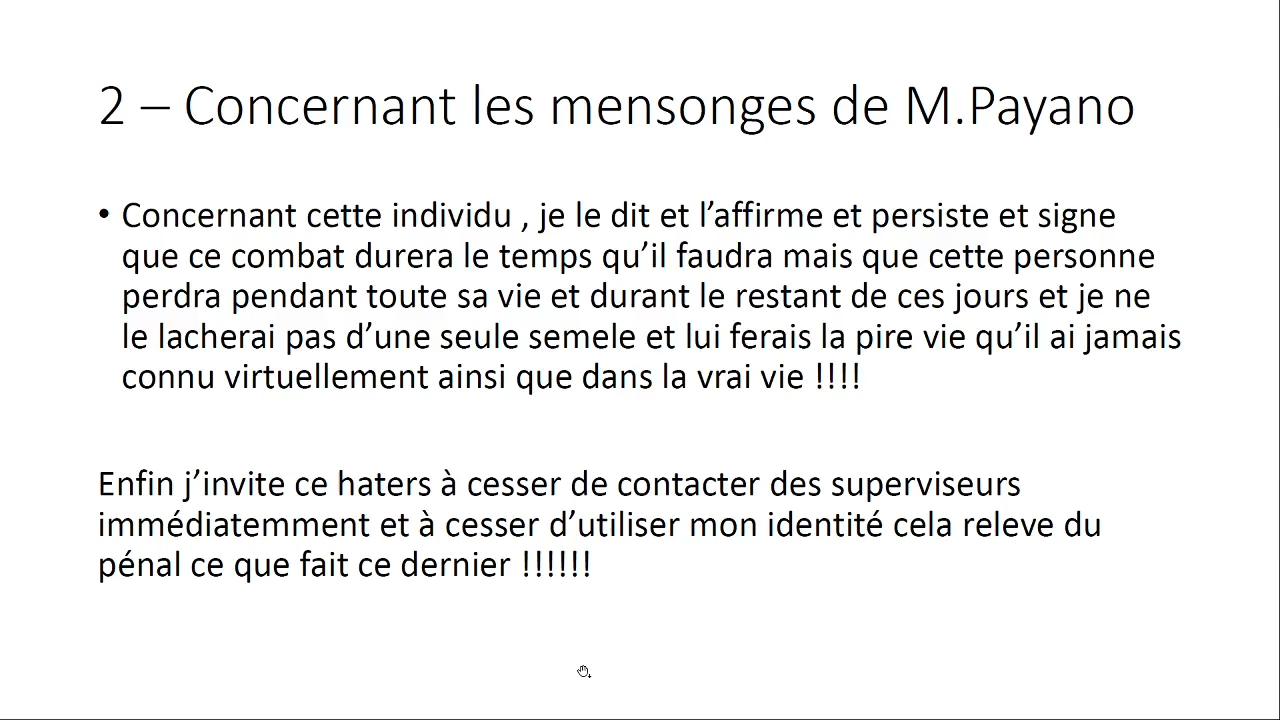 2 – Concernant les mensonges de M.Payano
• Concernant cette individu , je le dit et l’affirme et persiste et signe
que ce combat durera le temps qu’il faudra mais que cette personne
perdra pendant toute sa vie et durant le restant de ces jours et je ne
le lacherai pas d’une seule semele et lui ferais la pire vie qu’il ai jamais
connu virtuellement ainsi que dans la vrai vie !!!!
Enfin j’invite ce haters à cesser de contacter des superviseurs
immédiatemment et à cesser d’utiliser mon identité cela releve du
pénal ce que fait ce dernier !!!!!!